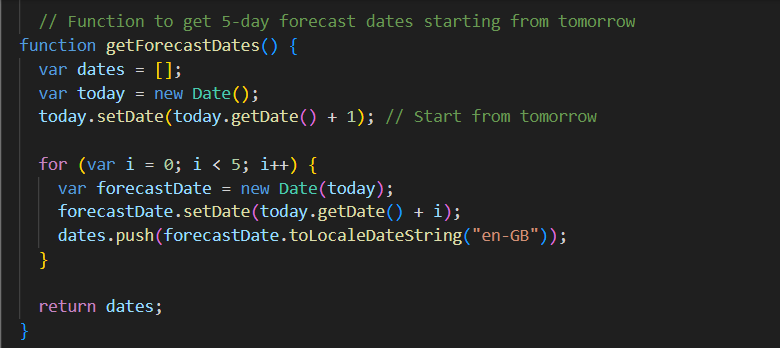 // Function to get 5-day forecast dates starting from tomorrow
function getForecastDates() {
var dates = [];
var today = new Date();
today.setDate(today.getDate() + 1); // Start from tomorrow
for (var i = 0; i < 5; i++) {
var forecastDate = new Date(today);
forecastDate.setDate(today.getDate() + i);
dates.push(forecastDate.toLocaleDateString("en-GB"));
}
return dates;
}